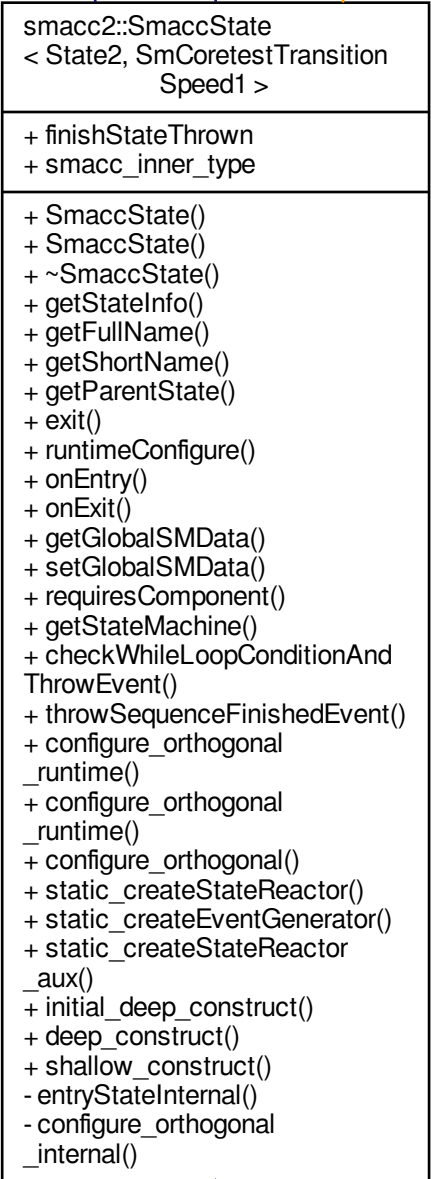 smacc2::SmaccState
< State2, SmCoretestTransition
Speed1 >
+ finishStateThrown
+ smacc_inner_type
+ SmaccState()
+ SmaccState()
+ ~SmaccState()
+ getStateInfo()
+ getFullName()
+ getShortName()
+ getParentState()
+ exit()
+ runtimeConfigure()
+ onEntry()
+ onExit()
+ getGlobalSMData()
+ setGlobalSMData()
+ requiresComponent()
+ getStateMachine()
+ checkWhileLoopConditionAnd
ThrowEvent()
+ throwSequenceFinishedEvent()
+ configure_orthogonal
_runtime()
+ configure_orthogonal
_runtime()
+ configure_orthogonal()
+ static_createStateReactor()
+ static_createEventGenerator()
+ static_createStateReactor
_aux()
+ initial_deep_construct()
+ deep_construct()
+ shallow_construct()
- entryStateInternal()
- configure_orthogonal
_internal()